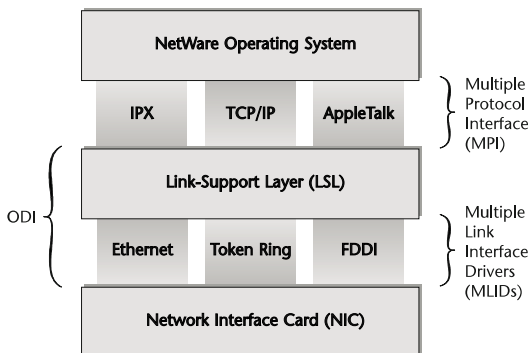 NetWare Operating System
IPX
TCP/IP
AppleTalk
Multiple
Protocol
Interface
(MPI)
Link-Support Layer (LSL)
ODI
Ethernet
Token Ring
FDDI
Multiple
Link
Interface
Drivers
(MLIDs)
Network Interface Card (NIC)